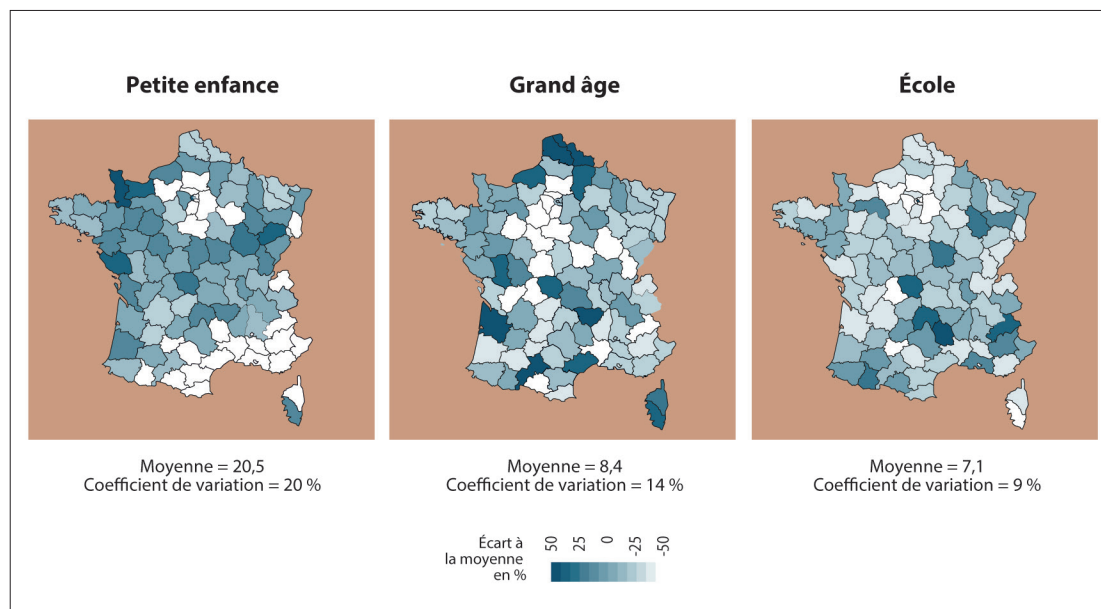 Petite enfance
Grand âge
École
Moyenne = 20,5
Coefficient de variation = 20 %
Moyenne = 8,4
Coefficient de variation = 14 %
Moyenne = 7,1
Coefficient de variation = 9 %
Écart à
la moyenne
en %
50 25 0 -25 -50